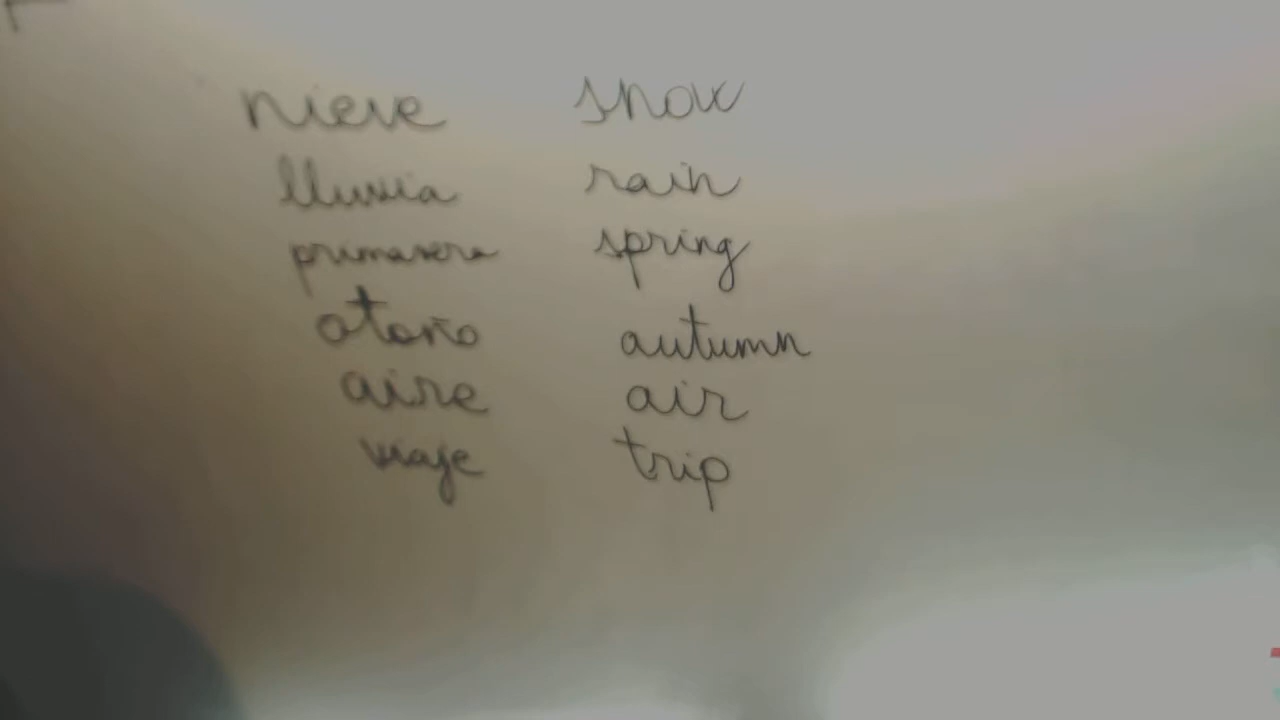 nieve snow
lluvia rain
primavera spring
otoño autumn
aire air
viaje trip